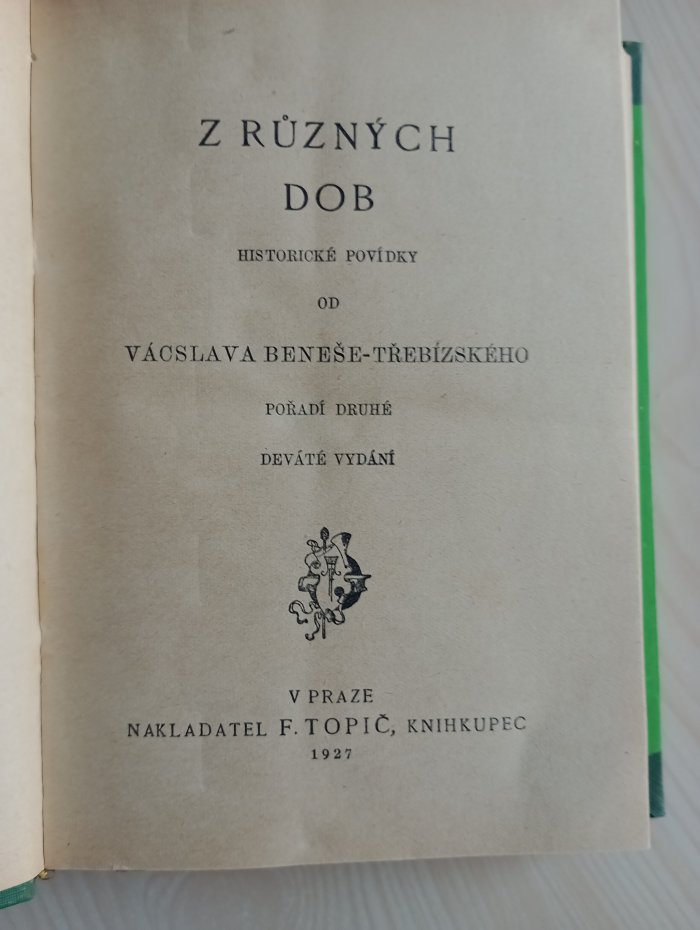 Z RŮZNÝCH
DOB
HISTORICKÉ POVÍDKY
OD
VÁCSLAVA BENEŠE-TŘEBÍZSKÉHO
POŘADÍ DRUHÉ
DEVÁTÉ VYDÁNÍ
V PRAZE
NAKLADATEL F. TOPIČ, KNIHKUPEC
1927